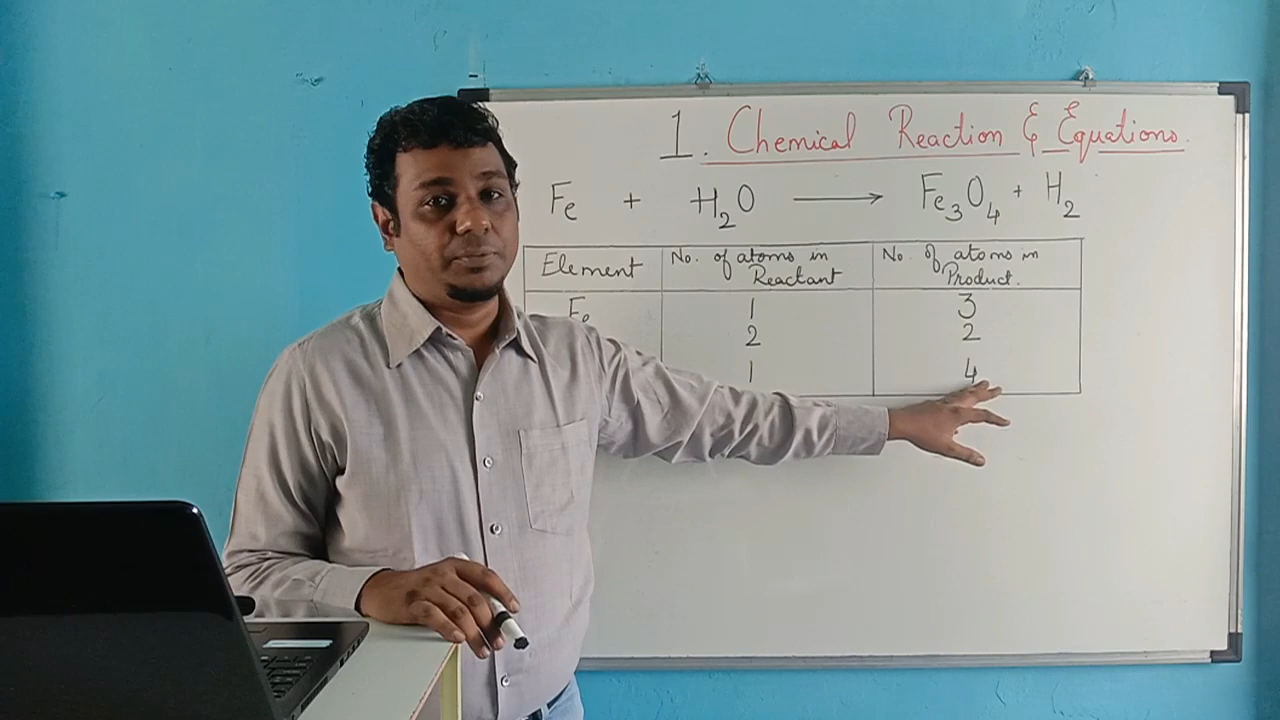 1. Chemical Reaction & Equations.
Fe + H₂O ⟶ Fe₃O₄ + H₂
Element No. of atoms in Reactant No. of atoms in Product.
Fe 1 3
2 2
1 4